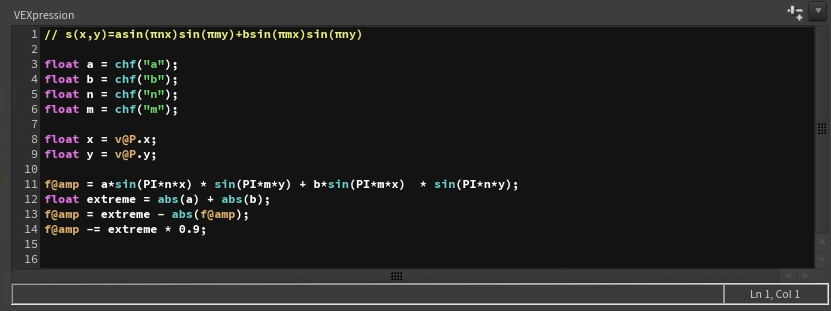 VEXpression
1 // s(x,y)=asin(πnx)sin(πmy)+bsin(πmx)sin(πny)
2
3 float a = chf("a");
4 float b = chf("b");
5 float n = chf("n");
6 float m = chf("m");
7
8 float x = v@P.x;
9 float y = v@P.y;
10
11 f@amp = a*sin(PI*n*x) * sin(PI*m*y) + b*sin(PI*m*x)  * sin(PI*n*y);
12 float extreme = abs(a) + abs(b);
13 f@amp = extreme - abs(f@amp);
14 f@amp -= extreme * 0.9;
15
16
Ln 1, Col 1